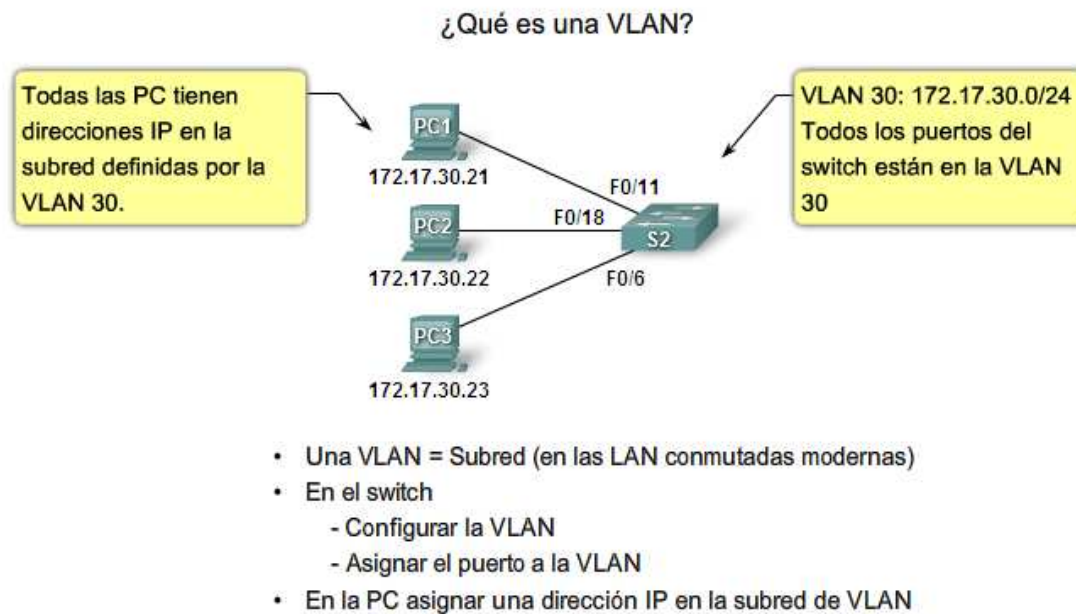 ¿Qué es una VLAN?
Todas las PC tienen
direcciones IP en la
subred definidas por la
VLAN 30.
VLAN 30: 172.17.30.0/24
Todos los puertos del
switch están en la VLAN
30
PC1
172.17.30.21
F0/11
PC2
172.17.30.22
F0/18
S2
F0/6
PC3
172.17.30.23
• Una VLAN = Subred (en las LAN conmutadas modernas)
• En el switch
- Configurar la VLAN
- Asignar el puerto a la VLAN
• En la PC asignar una dirección IP en la subred de VLAN